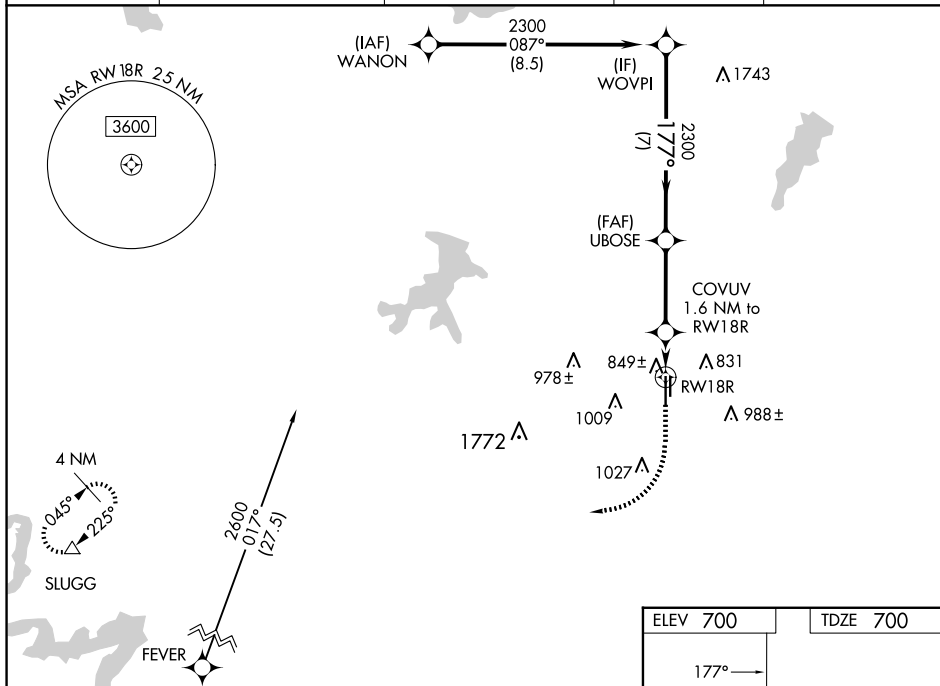 2300
087°
(8.5)
(IAF)
WANON
(IF)
WOVPI
1743
MSA RW18R 25 NM
3600
2300
177°
(7)
(FAF)
UBOSE
COVUV
1.6 NM to
RW18R
978±
849±
831
RW18R
1009
988±
1772
1027
4 NM
045°
225°
SLUGG
2600
017°
(27.5)
FEVER
ELEV 700
TDZE 700
177°